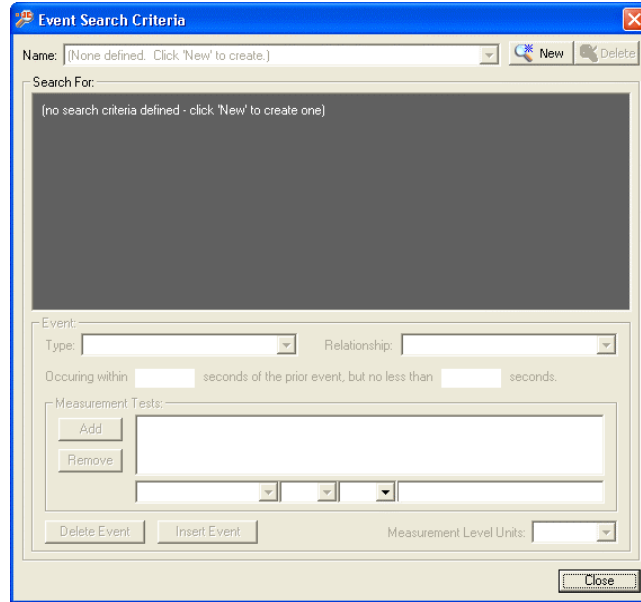 Event Search Criteria
Name: (None defined. Click 'New' to create.) New Delete
Search For:
(no search criteria defined - click 'New' to create one)
Event:
Type: Relationship:
Occuring within seconds of the prior event, but no less than seconds.
Measurement Tests:
Add
Remove
Delete Event Insert Event Measurement Level Units:
Close